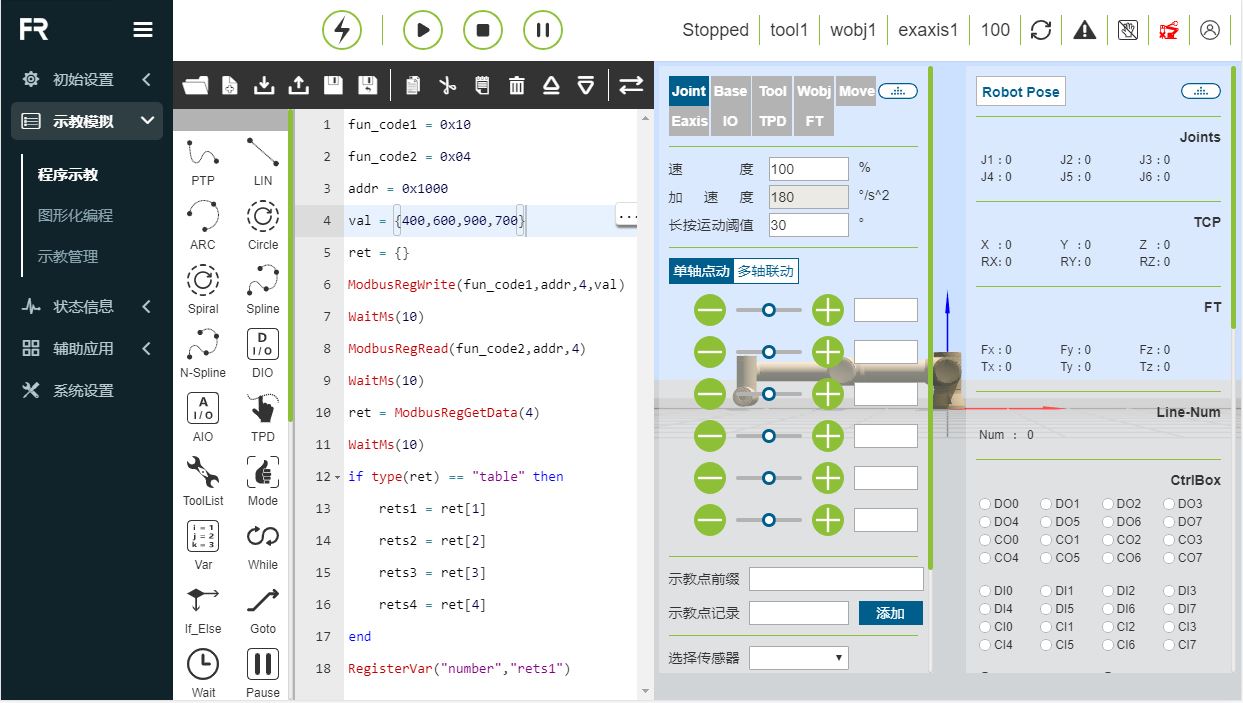 FR
Stopped tool1 wobj1 exaxis1 100
初始设置
示教模拟
程序示教
图形化编程
示教管理
状态信息
辅助应用
系统设置
PTP LIN
ARC Circle
Spiral Spline
N-Spline D I/O DIO
A I/O AIO TPD
ToolList Mode
i = 1
j = 2
k = 3
Var While
If_Else Goto
Wait Pause
1 fun_code1 = 0x10
2 fun_code2 = 0x04
3 addr = 0x1000
4 val = {400,600,900,700} ...
5 ret = {}
6 ModbusRegWrite(fun_code1,addr,4,val)
7 WaitMs(10)
8 ModbusRegRead(fun_code2,addr,4)
9 WaitMs(10)
10 ret = ModbusRegGetData(4)
11 WaitMs(10)
12 if type(ret) == "table" then
13 rets1 = ret[1]
14 rets2 = ret[2]
15 rets3 = ret[3]
16 rets4 = ret[4]
17 end
18 RegisterVar("number","rets1")
Joint Base Tool Wobj Move
Eaxis IO TPD FT
速 度 100 %
加 速 度 180 °/s^2
长按运动阈值 30 °
单轴点动 多轴联动
示教点前缀
示教点记录 添加
选择传感器
Robot Pose
Joints
J1 : 0 J2 : 0 J3 : 0
J4 : 0 J5 : 0 J6 : 0
TCP
X : 0 Y : 0 Z : 0
RX: 0 RY: 0 RZ: 0
FT
Fx : 0 Fy : 0 Fz : 0
Tx : 0 Ty : 0 Tz : 0
Line-Num
Num : 0
CtrlBox
DO0 DO1 DO2 DO3
DO4 DO5 DO6 DO7
CO0 CO1 CO2 CO3
CO4 CO5 CO6 CO7
DI0 DI1 DI2 DI3
DI4 DI5 DI6 DI7
CI0 CI1 CI2 CI3
CI4 CI5 CI6 CI7